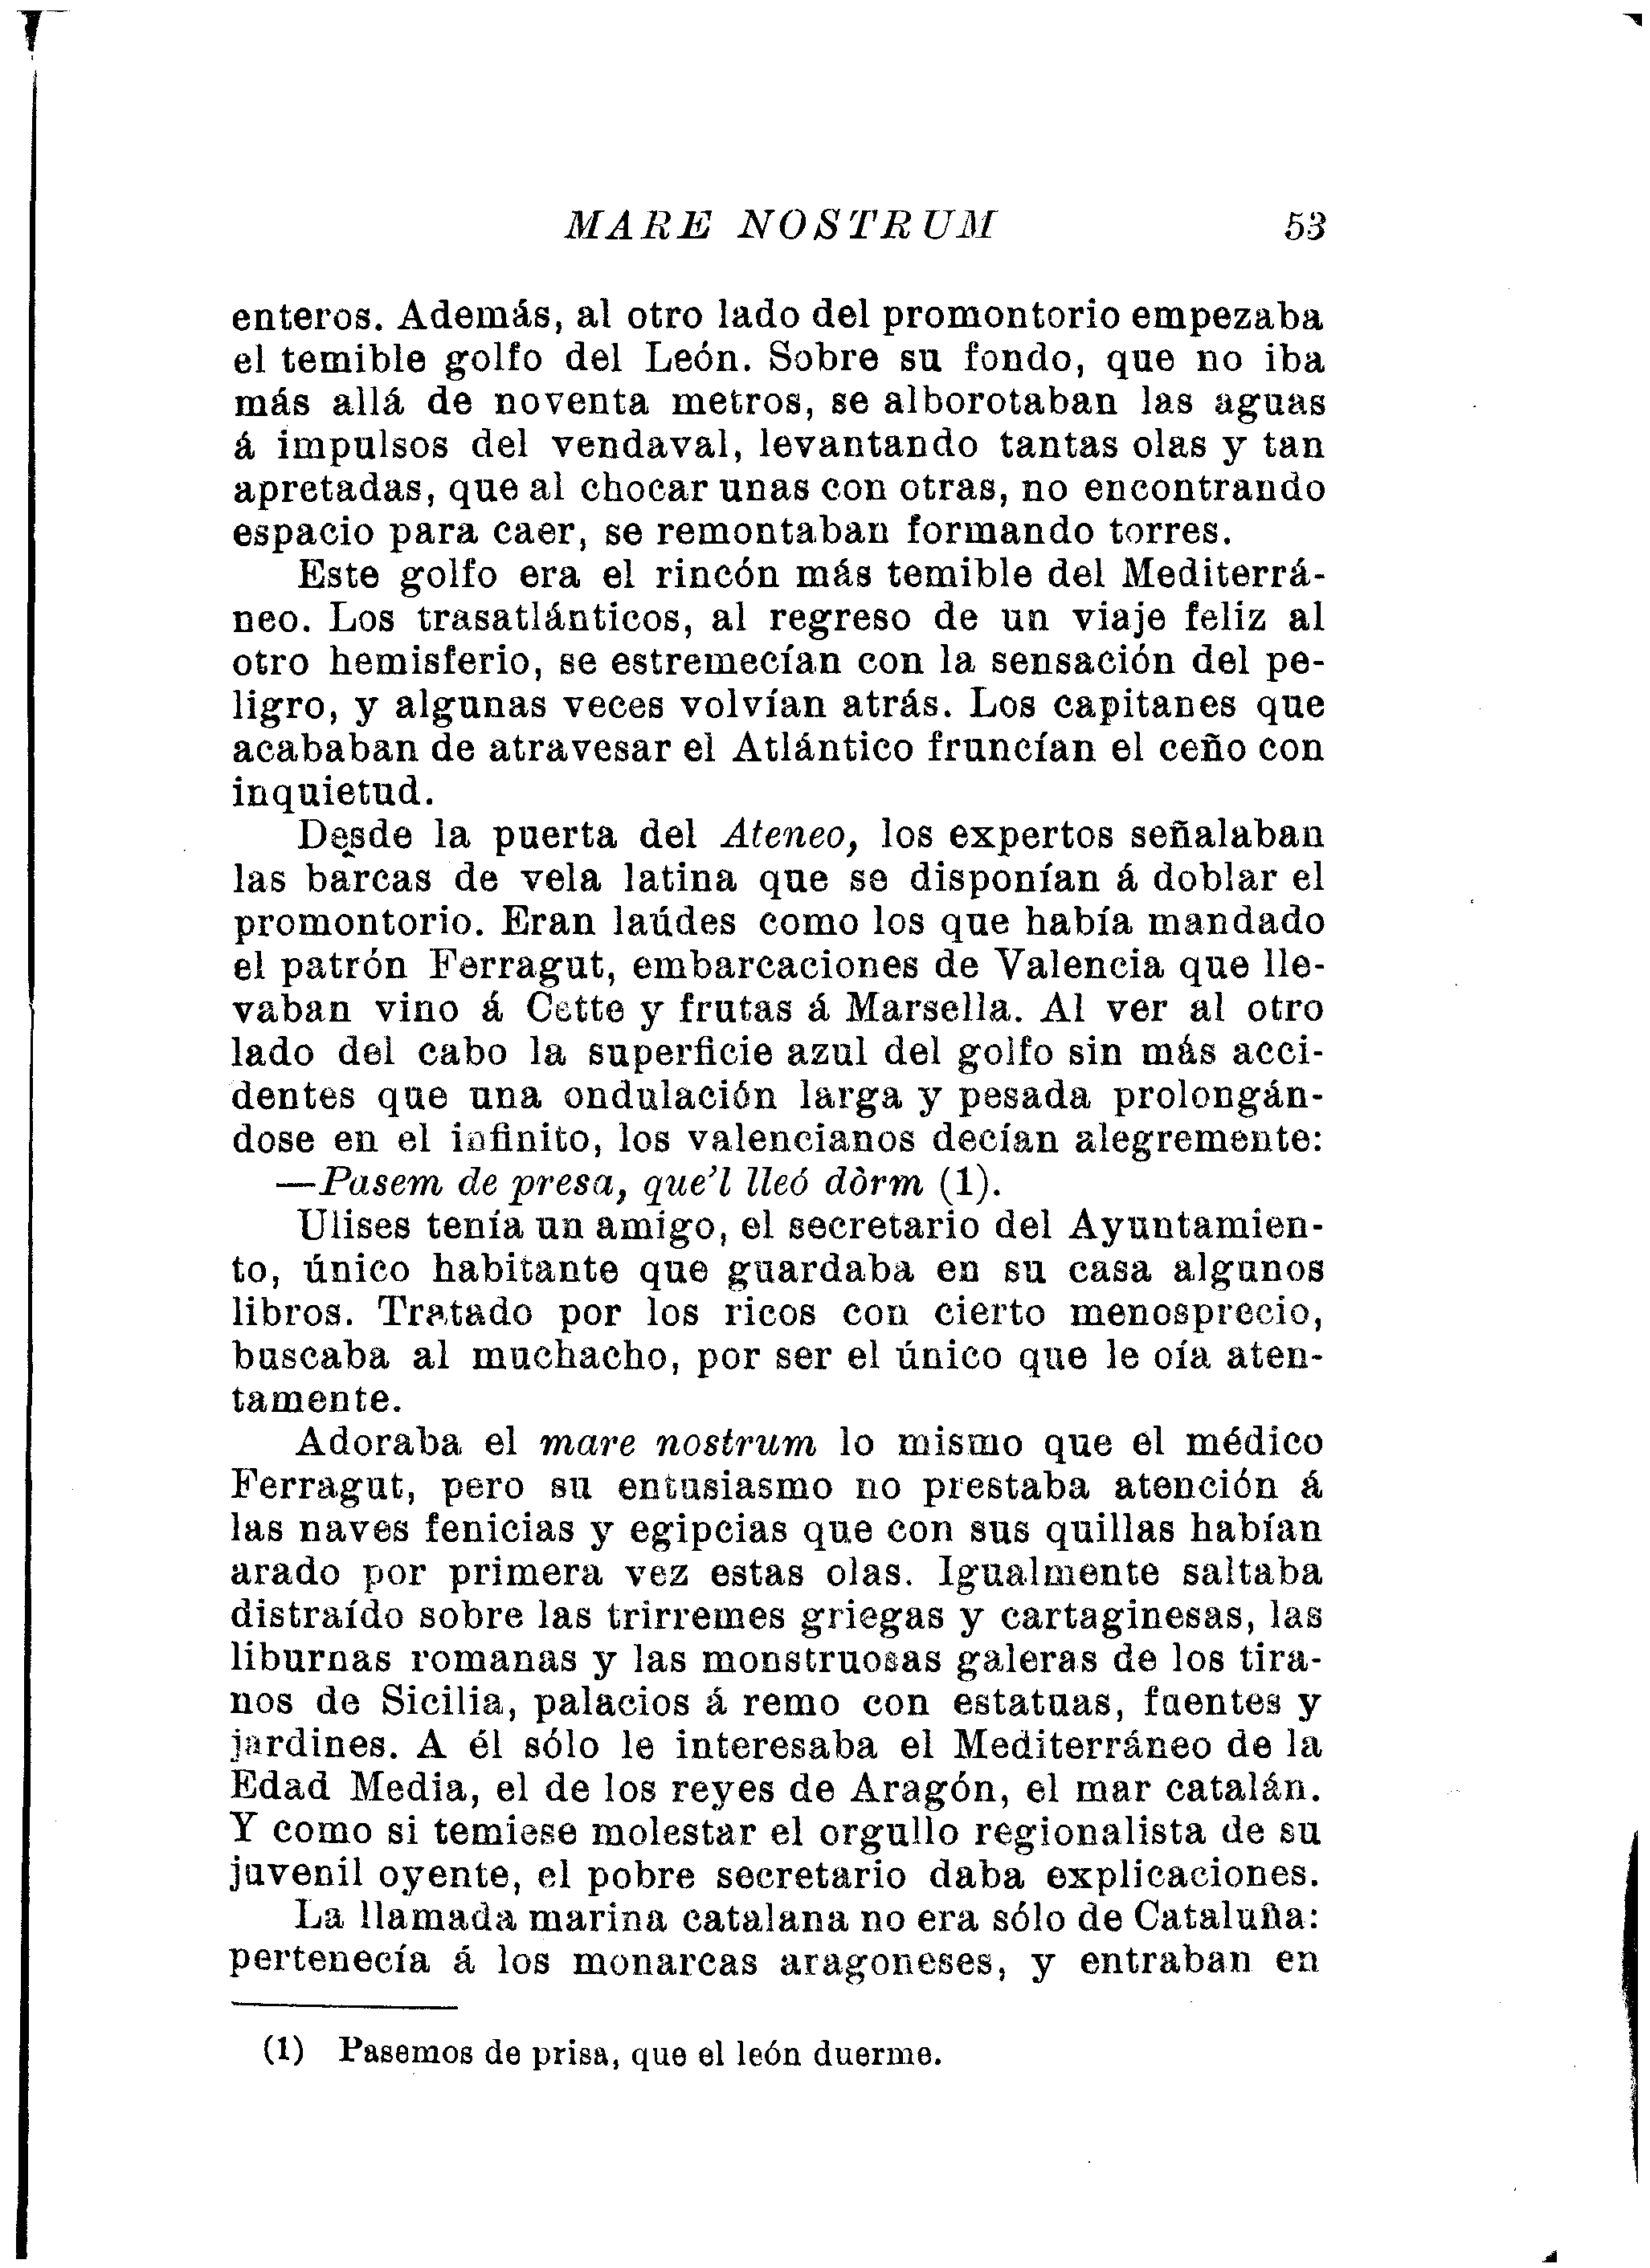 MARE NOSTRUM 53
enteros. Además, al otro lado del promontorio empezaba
el temible golfo del León. Sobre su fondo, que no iba
más allá de noventa metros, se alborotaban las aguas
á impulsos del vendaval, levantando tantas olas y tan
apretadas, que al chocar unas con otras, no encontrando
espacio para caer, se remontaban formando torres.
Este golfo era el rincón más temible del Mediterrá-
neo. Los trasatlánticos, al regreso de un viaje feliz al
otro hemisferio, se estremecían con la sensación del pe-
ligro, y algunas veces volvían atrás. Los capitanes que
acababan de atravesar el Atlántico fruncían el ceño con
inquietud.
Desde la puerta del Ateneo, los expertos señalaban
las barcas de vela latina que se disponían á doblar el
promontorio. Eran laúdes como los que había mandado
el patrón Ferragut, embarcaciones de Valencia que lle-
vaban vino á Cette y frutas á Marsella. Al ver al otro
lado del cabo la superficie azul del golfo sin más acci-
dentes que una ondulación larga y pesada prolongán-
dose en el infinito, los valencianos decían alegremente:
—Pasem de presa, que'l lleó dòrm (1).
Ulises tenía un amigo, el secretario del Ayuntamien-
to, único habitante que guardaba en su casa algunos
libros. Tratado por los ricos con cierto menosprecio,
buscaba al muchacho, por ser el único que le oía aten-
tamente.
Adoraba el mare nostrum lo mismo que el médico
Ferragut, pero su entusiasmo no prestaba atención á
las naves fenicias y egipcias que con sus quillas habían
arado por primera vez estas olas. Igualmente saltaba
distraído sobre las trirremes griegas y cartaginesas, las
liburnas romanas y las monstruosas galeras de los tira-
nos de Sicilia, palacios á remo con estatuas, fuentes y
jardines. A él sólo le interesaba el Mediterráneo de la
Edad Media, el de los reyes de Aragón, el mar catalán.
Y como si temiese molestar el orgullo regionalista de su
juvenil oyente, el pobre secretario daba explicaciones.
La llamada marina catalana no era sólo de Cataluña:
pertenecía á los monarcas aragoneses, y entraban en
(1) Pasemos de prisa, que el león duerme.